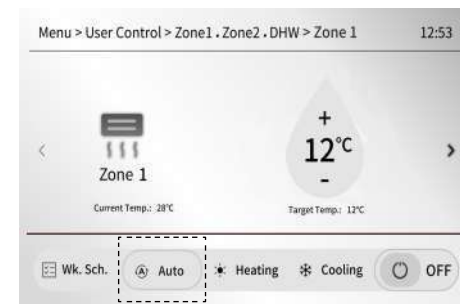 Menu > User Control > Zone1 . Zone2 . DHW > Zone 1 12:53
+
12°C
-
Zone 1
Current Temp.: 28°C Target Temp.: 12°C
Wk. Sch. Auto Heating Cooling OFF